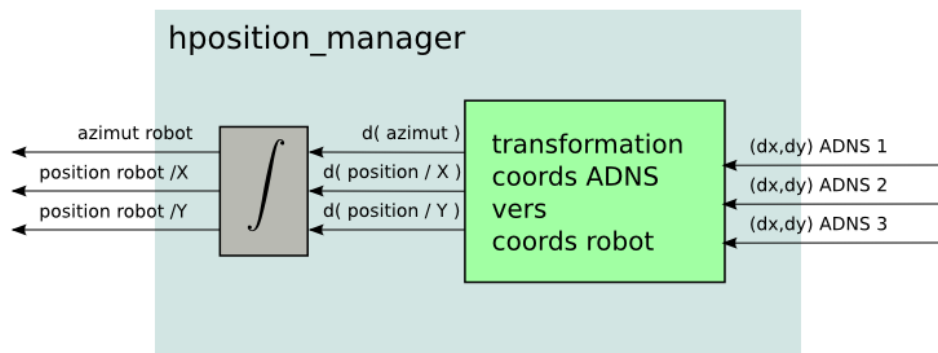 hposition_manager
azimut robot
position robot /X
position robot /Y
∫
d( azimut )
d( position / X )
d( position / Y )
transformation
coords ADNS
vers
coords robot
(dx,dy) ADNS 1
(dx,dy) ADNS 2
(dx,dy) ADNS 3